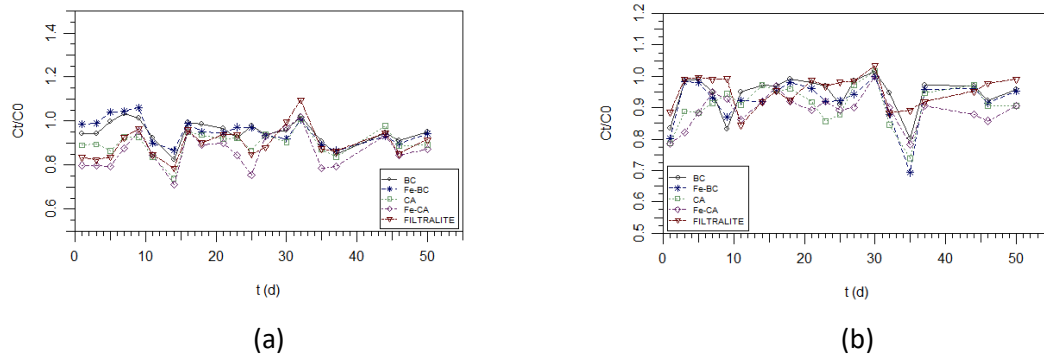 Ct/C0
1.4
1.2
1.0
0.8
0.6
BC
Fe-BC
CA
Fe-CA
FILTRALITE
0 10 20 30 40 50
t (d)
(a)
Ct/C0
1.2
1.1
1.0
0.9
0.8
0.7
0.6
0.5
BC
Fe-BC
CA
Fe-CA
FILTRALITE
0 10 20 30 40 50
t (d)
(b)